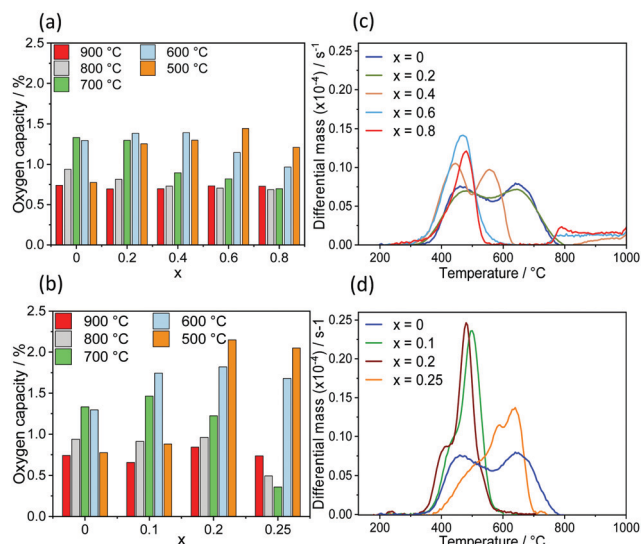 (a)
2.5
2.0
1.5
1.0
0.5
0.0
Oxygen capacity / %
900 °C
800 °C
700 °C
600 °C
500 °C
0 0.2 0.4 0.6 0.8
x
(c)
0.25
0.20
0.15
0.10
0.05
0.00
Differential mass (x10⁻⁴) / s⁻¹
x = 0
x = 0.2
x = 0.4
x = 0.6
x = 0.8
200 400 600 800 1000
Temperature / °C
(b)
2.5
2.0
1.5
1.0
0.5
0.0
Oxygen capacity / %
900 °C
800 °C
700 °C
600 °C
500 °C
0 0.1 0.2 0.25
x
(d)
0.25
0.20
0.15
0.10
0.05
0.00
Differential mass (x10⁻⁴) / s-1
x = 0
x = 0.1
x = 0.2
x = 0.25
200 400 600 800 1000
Temperature / °C